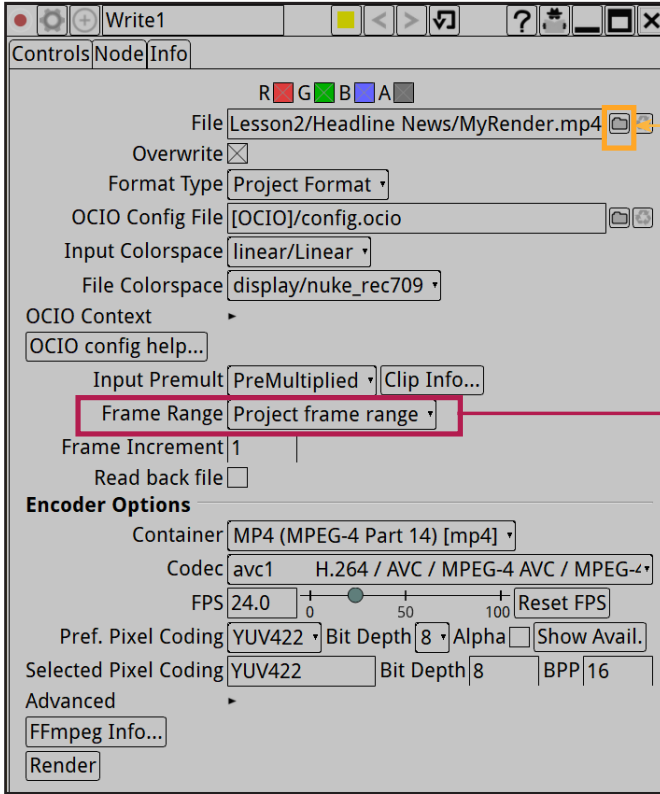 Write1 < > ?
Controls Node Info
R G B A
File Lesson2/Headline News/MyRender.mp4
Overwrite
Format Type Project Format
OCIO Config File [OCIO]/config.ocio
Input Colorspace linear/Linear
File Colorspace display/nuke_rec709
OCIO Context
OCIO config help...
Input Premult PreMultiplied Clip Info...
Frame Range Project frame range
Frame Increment 1
Read back file
Encoder Options
Container MP4 (MPEG-4 Part 14) [mp4]
Codec avc1 H.264 / AVC / MPEG-4 AVC / MPEG-4
FPS 24.0 0 50 100 Reset FPS
Pref. Pixel Coding YUV422 Bit Depth 8 Alpha Show Avail.
Selected Pixel Coding YUV422 Bit Depth 8 BPP 16
Advanced
FFmpeg Info...
Render